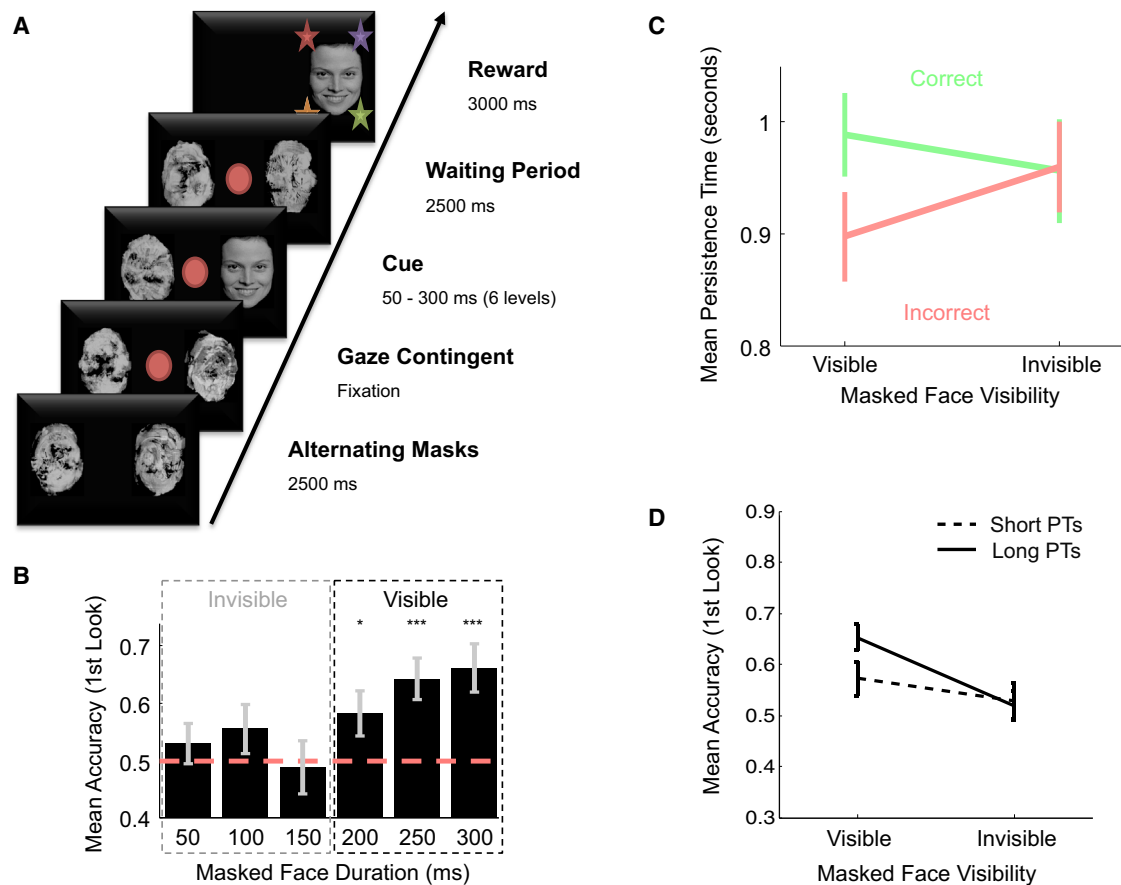 A
Reward
3000 ms
Waiting Period
2500 ms
Cue
50 - 300 ms (6 levels)
Gaze Contingent
Fixation
Alternating Masks
2500 ms
B
Mean Accuracy (1st Look)
0.7
0.6
0.5
0.4
Invisible
Visible
* *** ***
50 100 150 200 250 300
Masked Face Duration (ms)
C
Mean Persistence Time (seconds)
1
0.9
0.8
Correct
Incorrect
Visible Invisible
Masked Face Visibility
D
Mean Accuracy (1st Look)
0.9
0.8
0.7
0.6
0.5
0.4
0.3
Short PTs
Long PTs
Visible Invisible
Masked Face Visibility